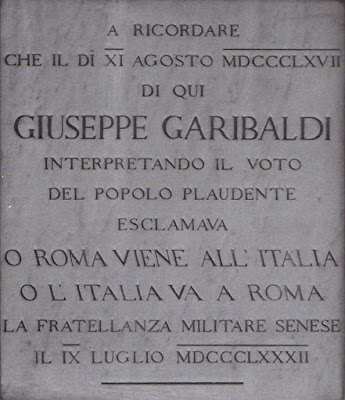 A RICORDARE
CHE IL DÌ XI AGOSTO MDCCCLXVII
DI QUI
GIUSEPPE GARIBALDI
INTERPRETANDO IL VOTO
DEL POPOLO PLAUDENTE
ESCLAMAVA
O ROMA VIENE ALL'ITALIA
O L'ITALIA VA A ROMA
LA FRATELLANZA MILITARE SENESE
IL IX LUGLIO MDCCCLXXXII